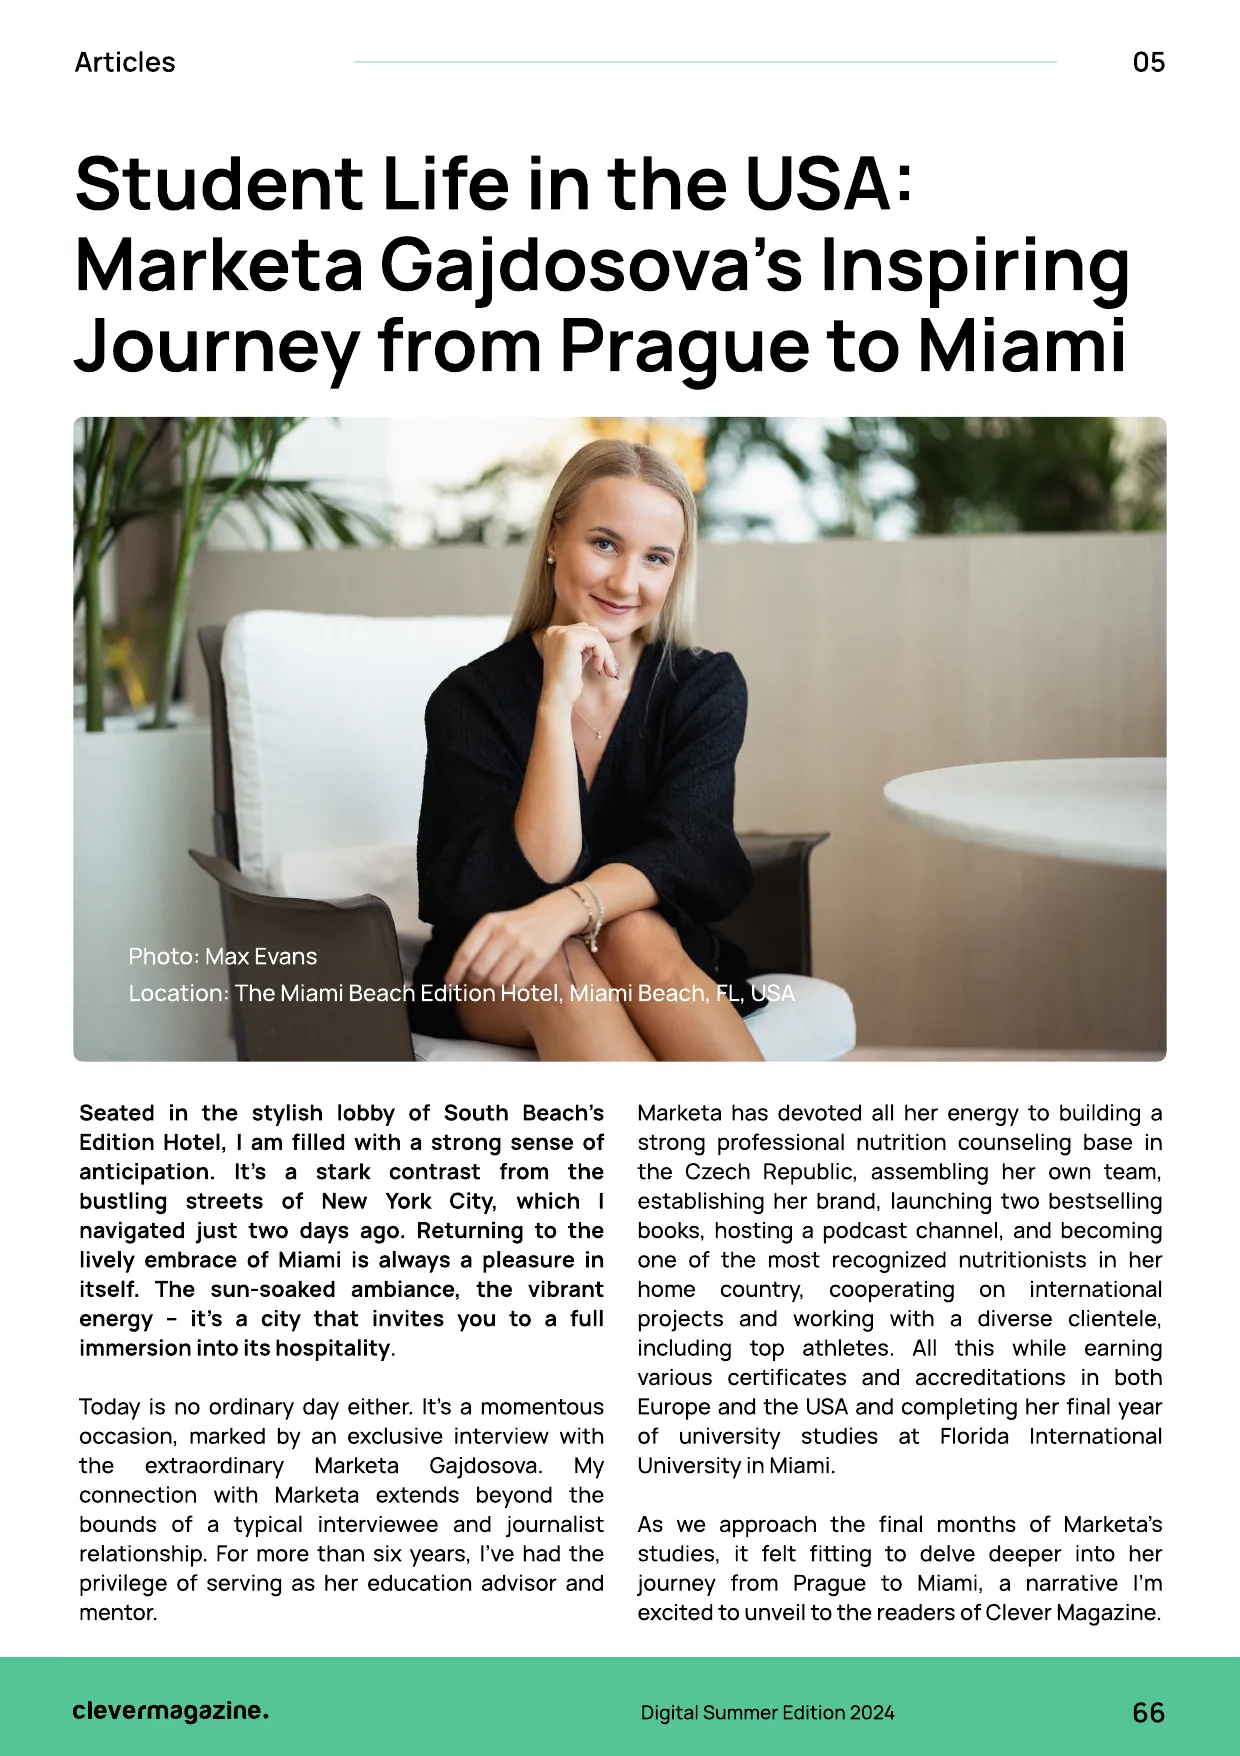 Articles
05
Student Life in the USA:
Marketa Gajdosova’s Inspiring
Journey from Prague to Miami
Photo: Max Evans
Location: The Miami Beach Edition Hotel, Miami Beach, FL, USA
Seated in the stylish lobby of South Beach’s
Edition Hotel, I am filled with a strong sense of
anticipation. It’s a stark contrast from the
bustling streets of New York City, which I
navigated just two days ago. Returning to the
lively embrace of Miami is always a pleasure in
itself. The sun-soaked ambiance, the vibrant
energy – it’s a city that invites you to a full
immersion into its hospitality.
Today is no ordinary day either. It’s a momentous
occasion, marked by an exclusive interview with
the extraordinary Marketa Gajdosova. My
connection with Marketa extends beyond the
bounds of a typical interviewee and journalist
relationship. For more than six years, I’ve had the
privilege of serving as her education advisor and
mentor.
Marketa has devoted all her energy to building a
strong professional nutrition counseling base in
the Czech Republic, assembling her own team,
establishing her brand, launching two bestselling
books, hosting a podcast channel, and becoming
one of the most recognized nutritionists in her
home country, cooperating on international
projects and working with a diverse clientele,
including top athletes. All this while earning
various certificates and accreditations in both
Europe and the USA and completing her final year
of university studies at Florida International
University in Miami.
As we approach the final months of Marketa’s
studies, it felt fitting to delve deeper into her
journey from Prague to Miami, a narrative I’m
excited to unveil to the readers of Clever Magazine.
clevermagazine.
Digital Summer Edition 2024
66